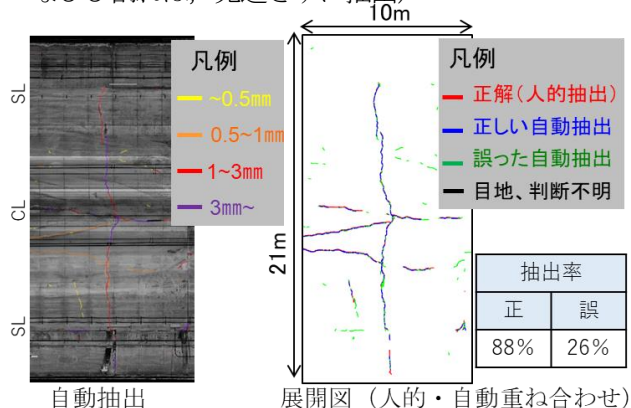 10m
凡例
~0.5㎜
0.5~1㎜
1~3㎜
3㎜~
凡例
正解(人的抽出)
正しい自動抽出
誤った自動抽出
目地、判断不明
SL
CL
SL
21m
抽出率
正 誤
88% 26%
自動抽出
展開図（人的・自動重ね合わせ）